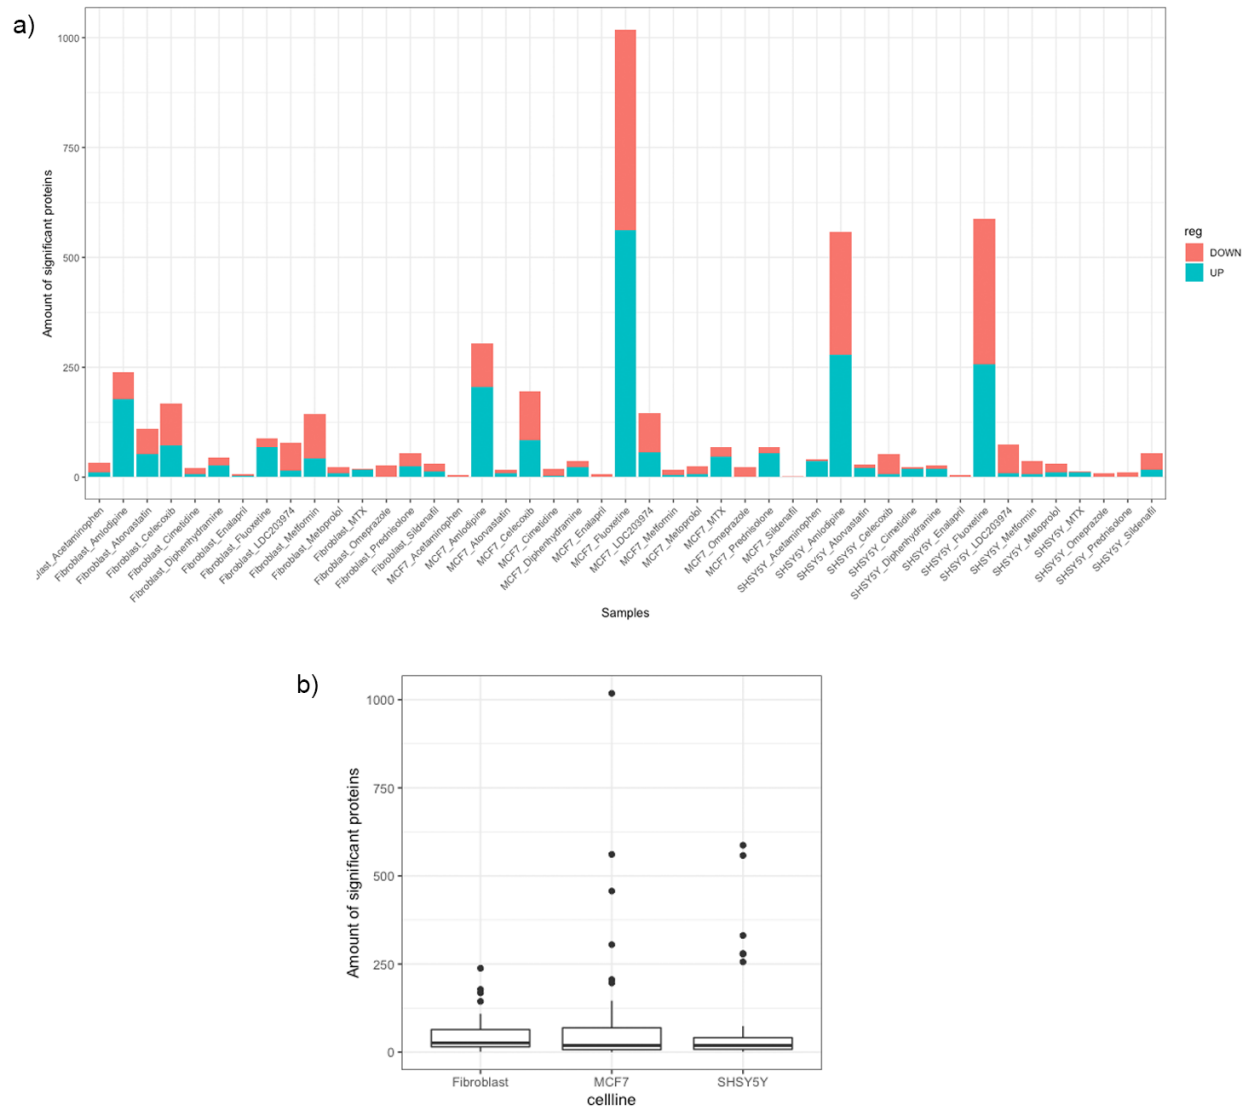 a)
1000
750
500
250
0
Amount of significant proteins
blast_Acetaminophen
Fibroblast_Amlodipine
Fibroblast_Atorvastatin
Fibroblast_Celecoxib
Fibroblast_Cimetidine
Fibroblast_Diphenhydramine
Fibroblast_Enalapril
Fibroblast_Fluoxetine
Fibroblast_LDC203974
Fibroblast_Metformin
Fibroblast_Metoprolol
Fibroblast_MTX
Fibroblast_Omeprazole
Fibroblast_Prednisolone
Fibroblast_Sildenafil
MCF7_Acetaminophen
MCF7_Amlodipine
MCF7_Atorvastatin
MCF7_Celecoxib
MCF7_Cimetidine
MCF7_Diphenhydramine
MCF7_Enalapril
MCF7_Fluoxetine
MCF7_LDC203974
MCF7_Metformin
MCF7_Metoprolol
MCF7_MTX
MCF7_Omeprazole
MCF7_Prednisolone
MCF7_Sildenafil
SHSY5Y_Acetaminophen
SHSY5Y_Amlodipine
SHSY5Y_Atorvastatin
SHSY5Y_Celecoxib
SHSY5Y_Cimetidine
SHSY5Y_Diphenhydramine
SHSY5Y_Enalapril
SHSY5Y_Fluoxetine
SHSY5Y_LDC203974
SHSY5Y_Metformin
SHSY5Y_Metoprolol
SHSY5Y_MTX
SHSY5Y_Omeprazole
SHSY5Y_Prednisolone
SHSY5Y_Sildenafil
Samples
reg
DOWN
UP
b)
1000
750
500
250
0
Amount of significant proteins
Fibroblast
MCF7
SHSY5Y
cellline